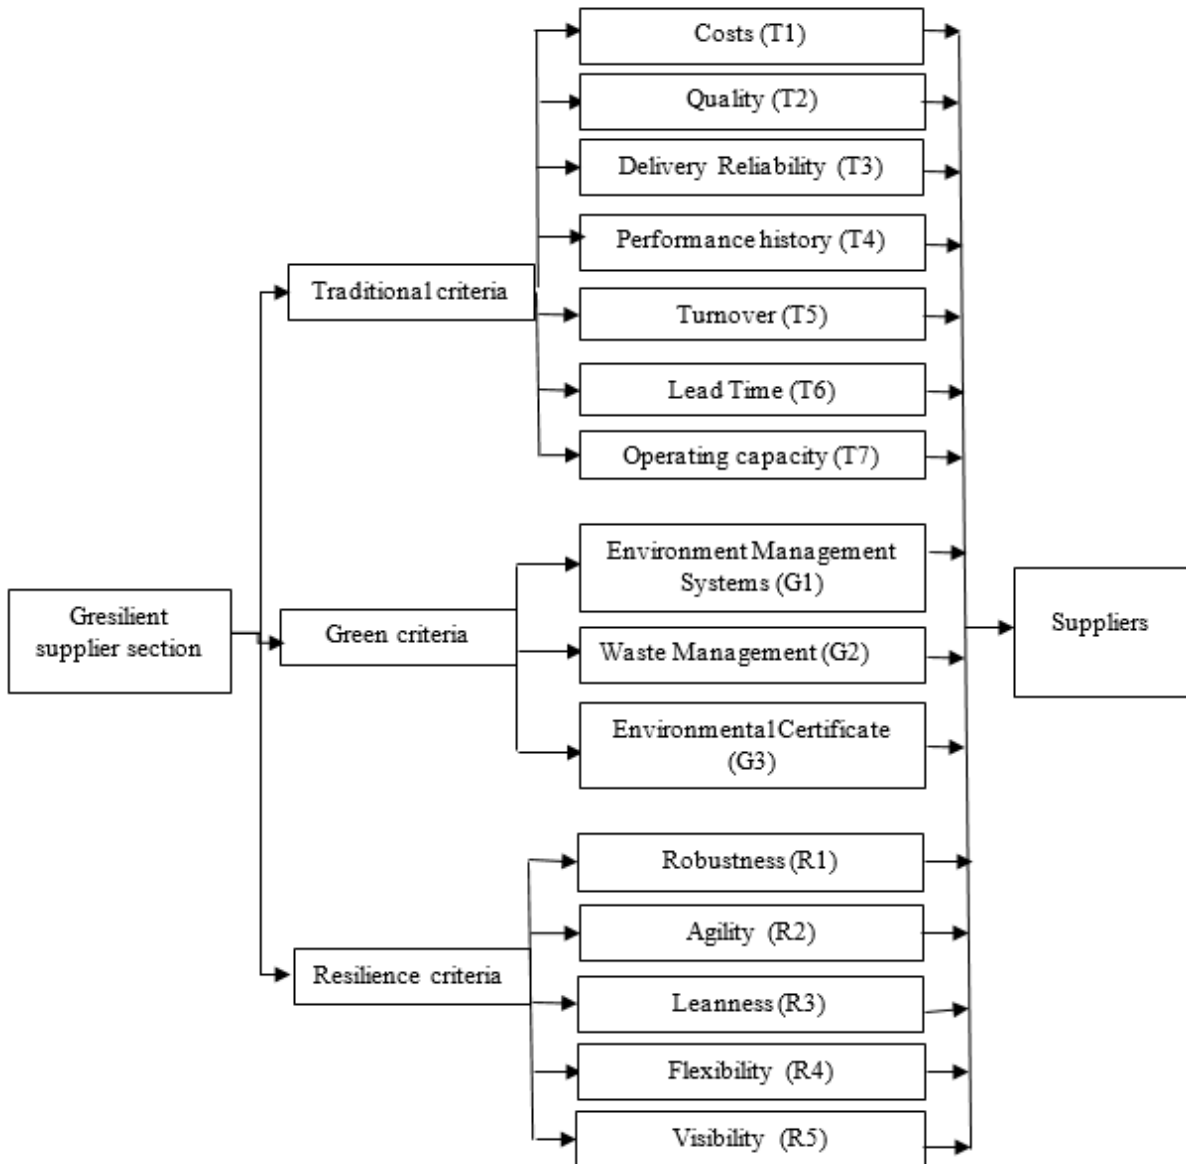 Gresilient
supplier section
Traditional criteria
Costs (T1)
Quality (T2)
Delivery Reliability (T3)
Performance history (T4)
Turnover (T5)
Lead Time (T6)
Operating capacity (T7)
Green criteria
Environment Management
Systems (G1)
Waste Management (G2)
Environmental Certificate
(G3)
Resilience criteria
Robustness (R1)
Agility (R2)
Leanness (R3)
Flexibility (R4)
Visibility (R5)
Suppliers